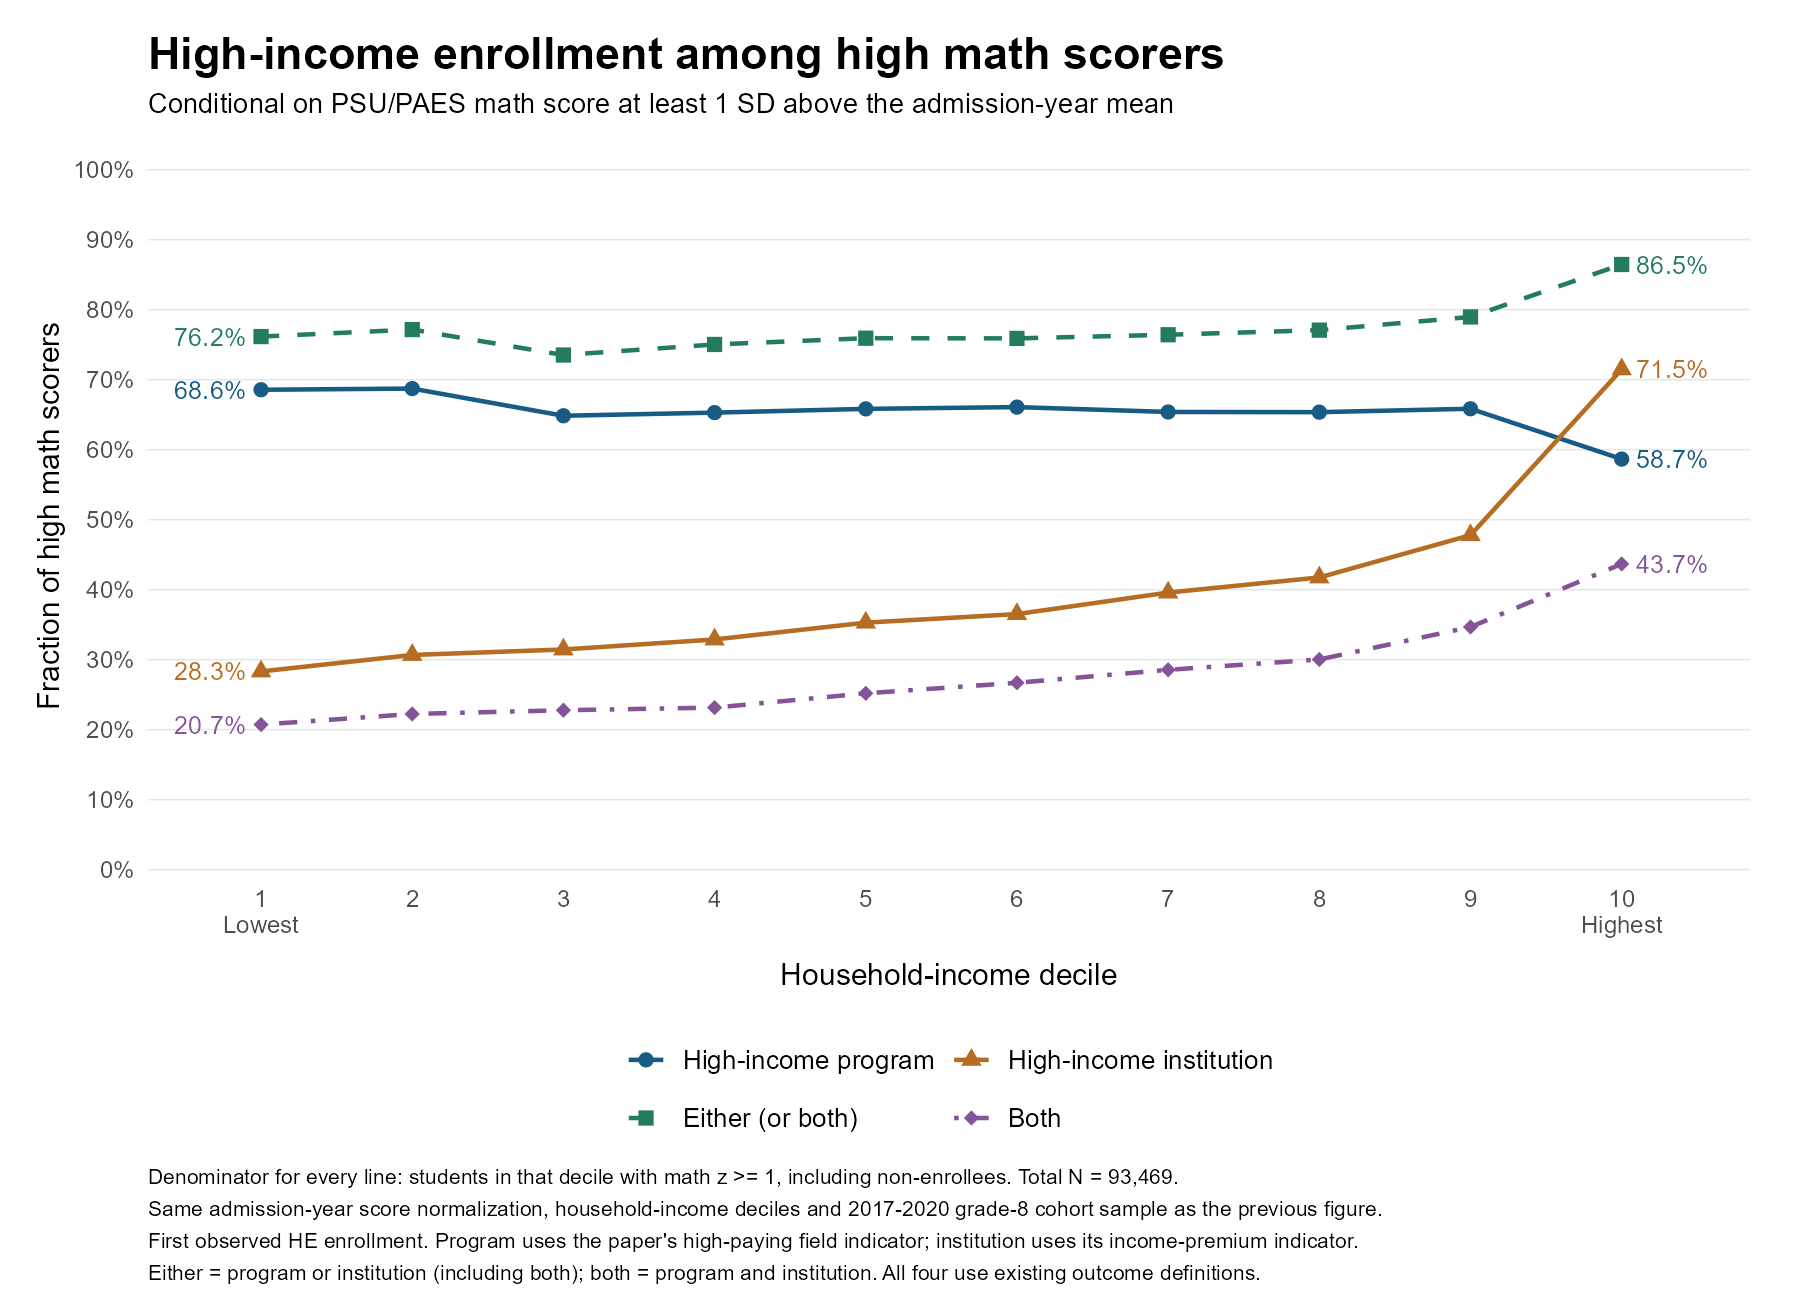 High-income enrollment among high math scorers
Conditional on PSU/PAES math score at least 1 SD above the admission-year mean
Fraction of high math scorers
100%
90%
80%
70%
60%
50%
40%
30%
20%
10%
0%
76.2%
68.6%
28.3%
20.7%
86.5%
71.5%
58.7%
43.7%
1 2 3 4 5 6 7 8 9 10
Lowest Highest
Household-income decile
High-income program High-income institution
Either (or both) Both
Denominator for every line: students in that decile with math z >= 1, including non-enrollees. Total N = 93,469.
Same admission-year score normalization, household-income deciles and 2017-2020 grade-8 cohort sample as the previous figure.
First observed HE enrollment. Program uses the paper's high-paying field indicator; institution uses its income-premium indicator.
Either = program or institution (including both); both = program and institution. All four use existing outcome definitions.